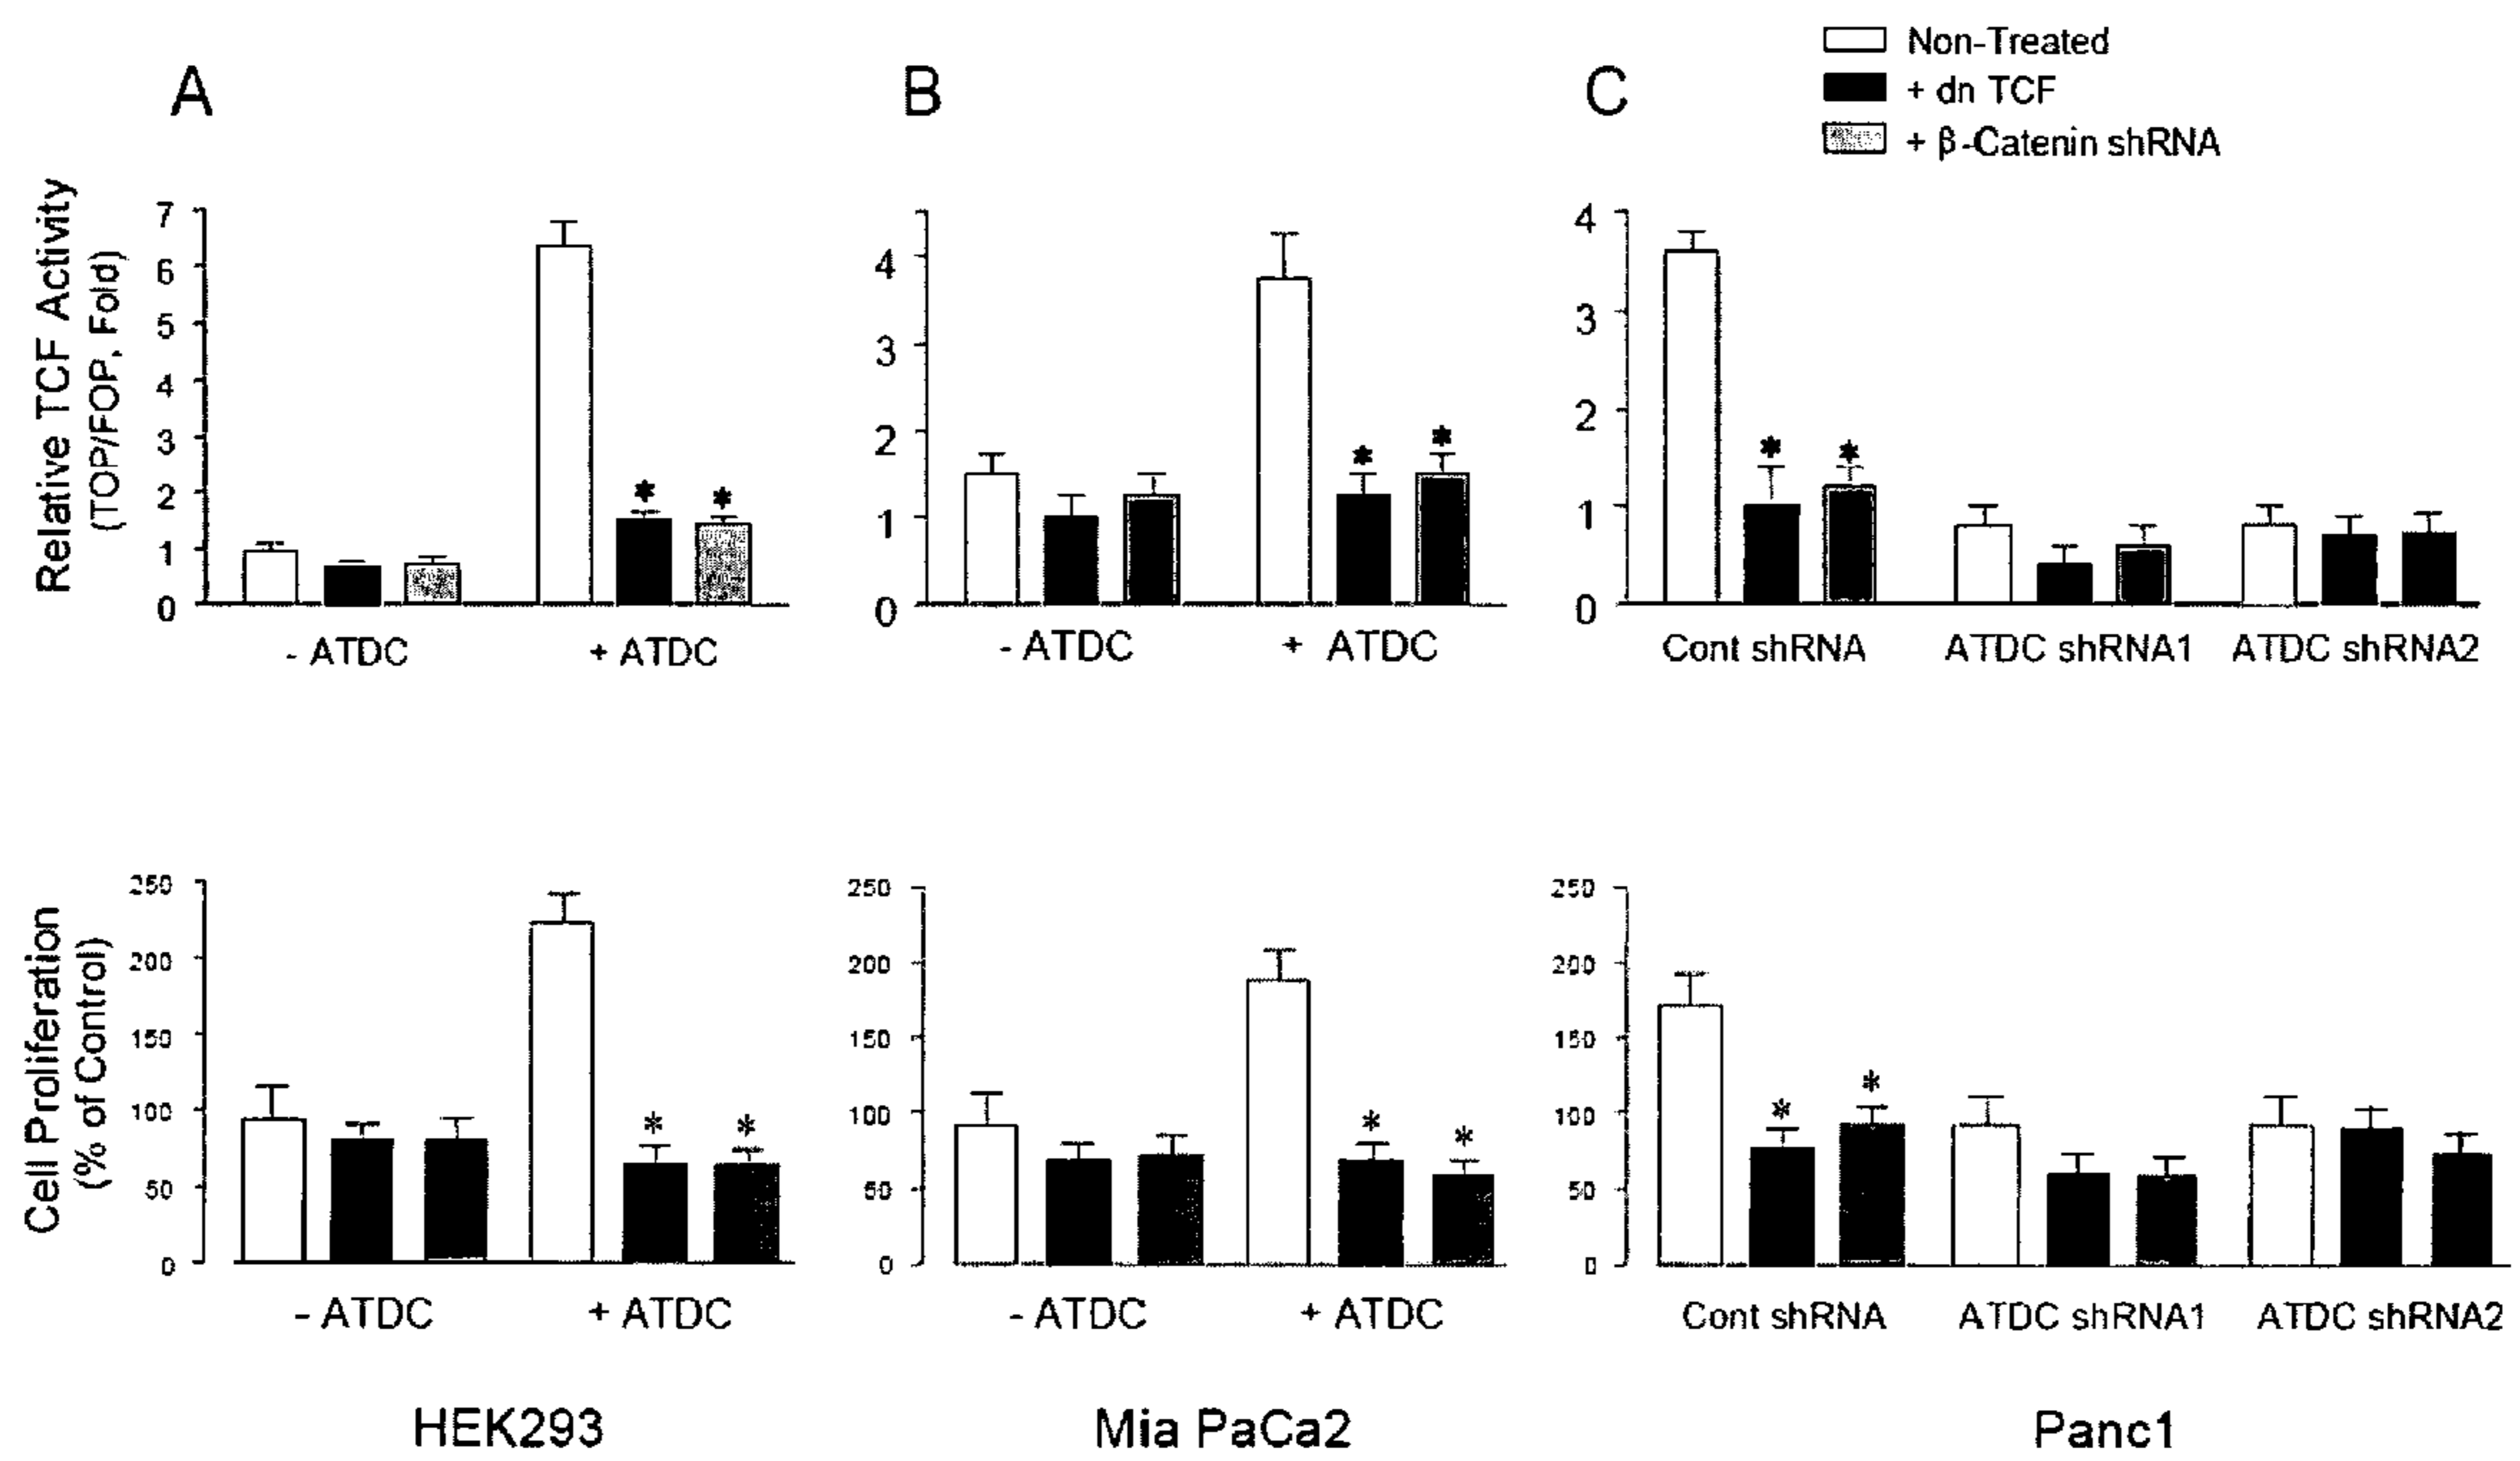 A
B
C
Non-Treated
+ dn TCF
+ β-Catenin shRNA
Relative TCF Activity
(TOP/FOP, Fold)
7
6
5
4
3
2
1
0
* *
- ATDC + ATDC
4
3
2
1
0
* *
- ATDC + ATDC
4
3
2
1
0
* *
Cont shRNA ATDC shRNA1 ATDC shRNA2
Cell Proliferation
(% of Control)
250
200
150
100
50
0
* *
- ATDC + ATDC
250
200
150
100
50
0
* *
- ATDC + ATDC
250
200
150
100
50
0
* *
Cont shRNA ATDC shRNA1 ATDC shRNA2
HEK293
Mia PaCa2
Panc1